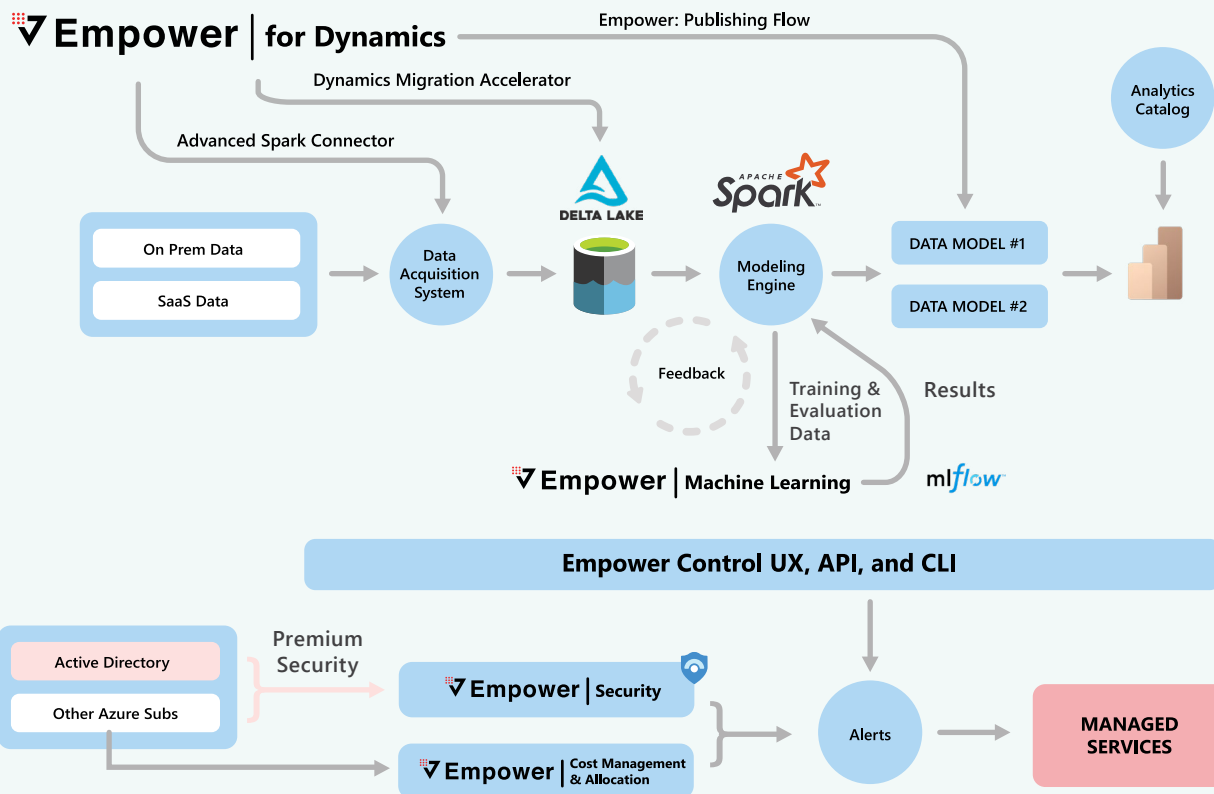 Empower | for Dynamics
Empower: Publishing Flow
Dynamics Migration Accelerator
Advanced Spark Connector
Analytics
Catalog
DELTA LAKE
APACHE
Spark™
On Prem Data
SaaS Data
Data
Acquisition
System
Modeling
Engine
DATA MODEL #1
DATA MODEL #2
Feedback
Training &
Evaluation
Data
Results
Empower | Machine Learning
mlflow™
Empower Control UX, API, and CLI
Active Directory
Other Azure Subs
Premium
Security
Empower | Security
Empower | Cost Management
& Allocation
Alerts
MANAGED
SERVICES